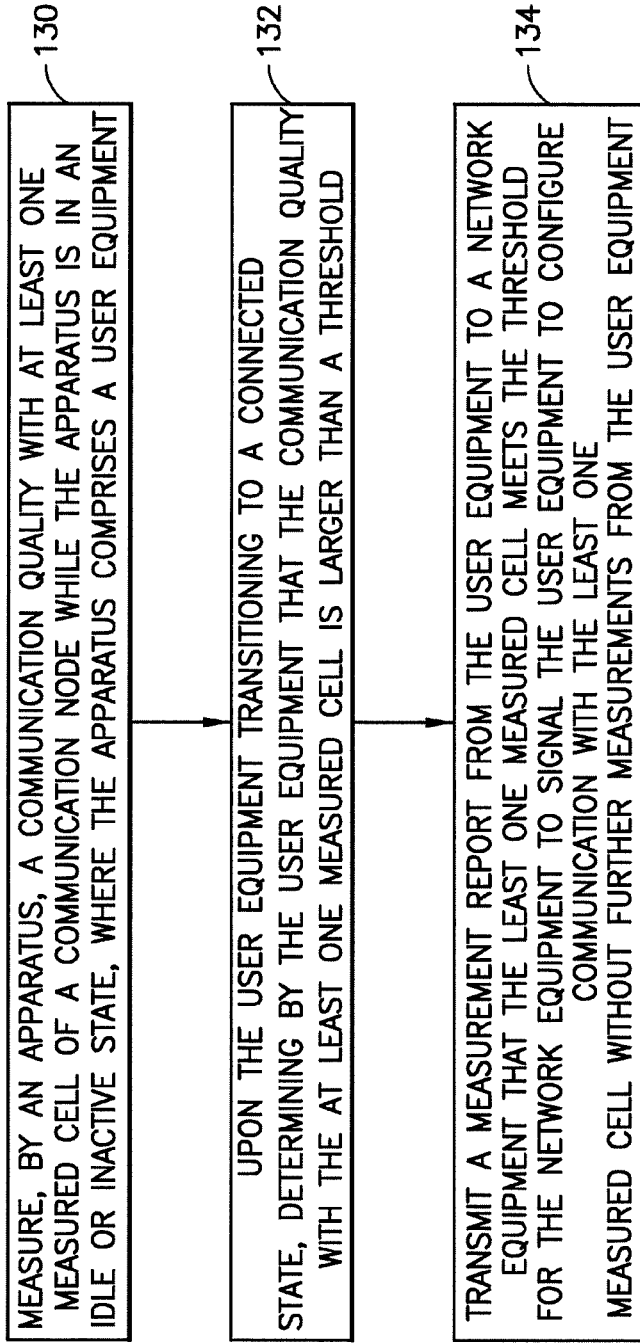 MEASURE, BY AN APPARATUS, A COMMUNICATION QUALITY WITH AT LEAST ONE
MEASURED CELL OF A COMMUNICATION NODE WHILE THE APPARATUS IS IN AN
IDLE OR INACTIVE STATE, WHERE THE APPARATUS COMPRISES A USER EQUIPMENT
130
UPON THE USER EQUIPMENT TRANSITIONING TO A CONNECTED
STATE, DETERMINING BY THE USER EQUIPMENT THAT THE COMMUNICATION QUALITY
WITH THE AT LEAST ONE MEASURED CELL IS LARGER THAN A THRESHOLD
132
TRANSMIT A MEASUREMENT REPORT FROM THE USER EQUIPMENT TO A NETWORK
EQUIPMENT THAT THE LEAST ONE MEASURED CELL MEETS THE THRESHOLD
FOR THE NETWORK EQUIPMENT TO SIGNAL THE USER EQUIPMENT TO CONFIGURE
COMMUNICATION WITH THE LEAST ONE
MEASURED CELL WITHOUT FURTHER MEASUREMENTS FROM THE USER EQUIPMENT
134